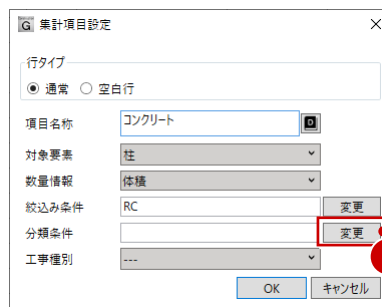 G 集計項目設定
行タイプ
通常 空白行
項目名称 コンクリート D
対象要素 柱
数量情報 体積
絞込み条件 RC 変更
分類条件 変更
工事種別 ---
OK キャンセル